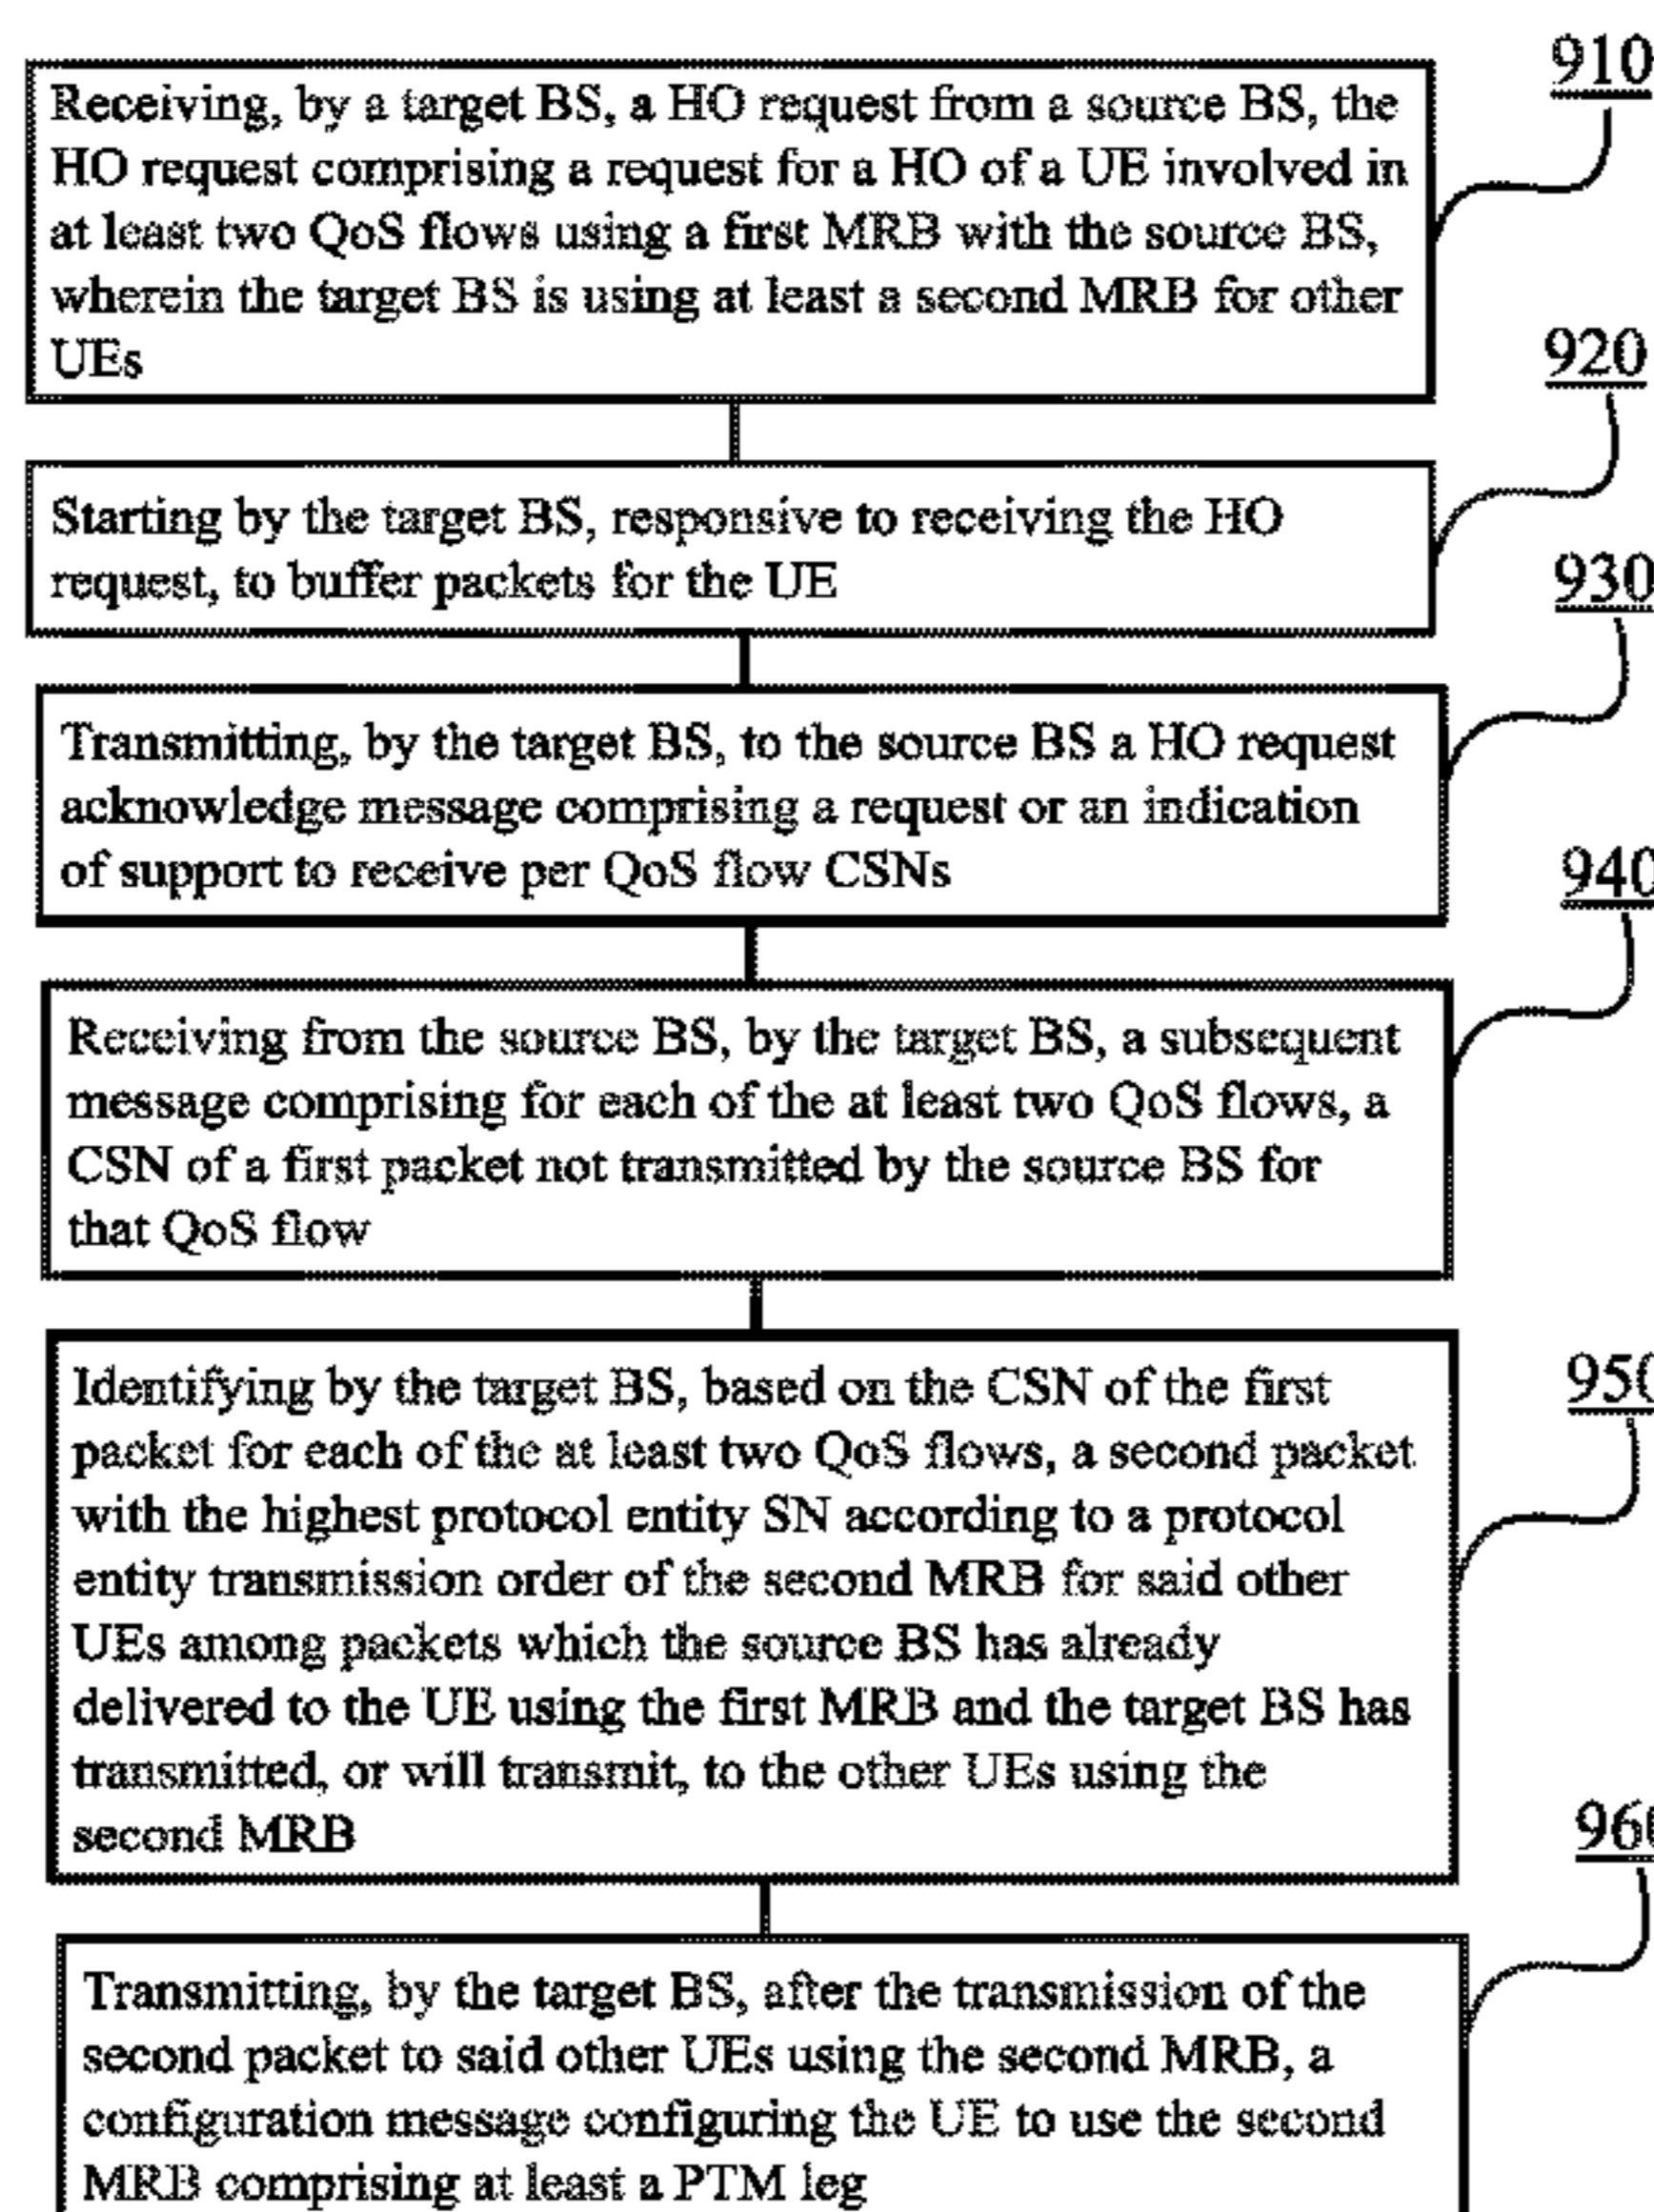 910
Receiving, by a target BS, a HO request from a source BS, the
HO request comprising a request for a HO of a UE involved in
at least two QoS flows using a first MRB with the source BS,
wherein the target BS is using at least a second MRB for other
UEs
920
Starting by the target BS, responsive to receiving the HO
request, to buffer packets for the UE
930
Transmitting, by the target BS, to the source BS a HO request
acknowledge message comprising a request or an indication
of support to receive per QoS flow CSNs
940
Receiving from the source BS, by the target BS, a subsequent
message comprising for each of the at least two QoS flows, a
CSN of a first packet not transmitted by the source BS for
that QoS flow
950
Identifying by the target BS, based on the CSN of the first
packet for each of the at least two QoS flows, a second packet
with the highest protocol entity SN according to a protocol
entity transmission order of the second MRB for said other
UEs among packets which the source BS has already
delivered to the UE using the first MRB and the target BS has
transmitted, or will transmit, to the other UEs using the
second MRB
960
Transmitting, by the target BS, after the transmission of the
second packet to said other UEs using the second MRB, a
configuration message configuring the UE to use the second
MRB comprising at least a PTM leg